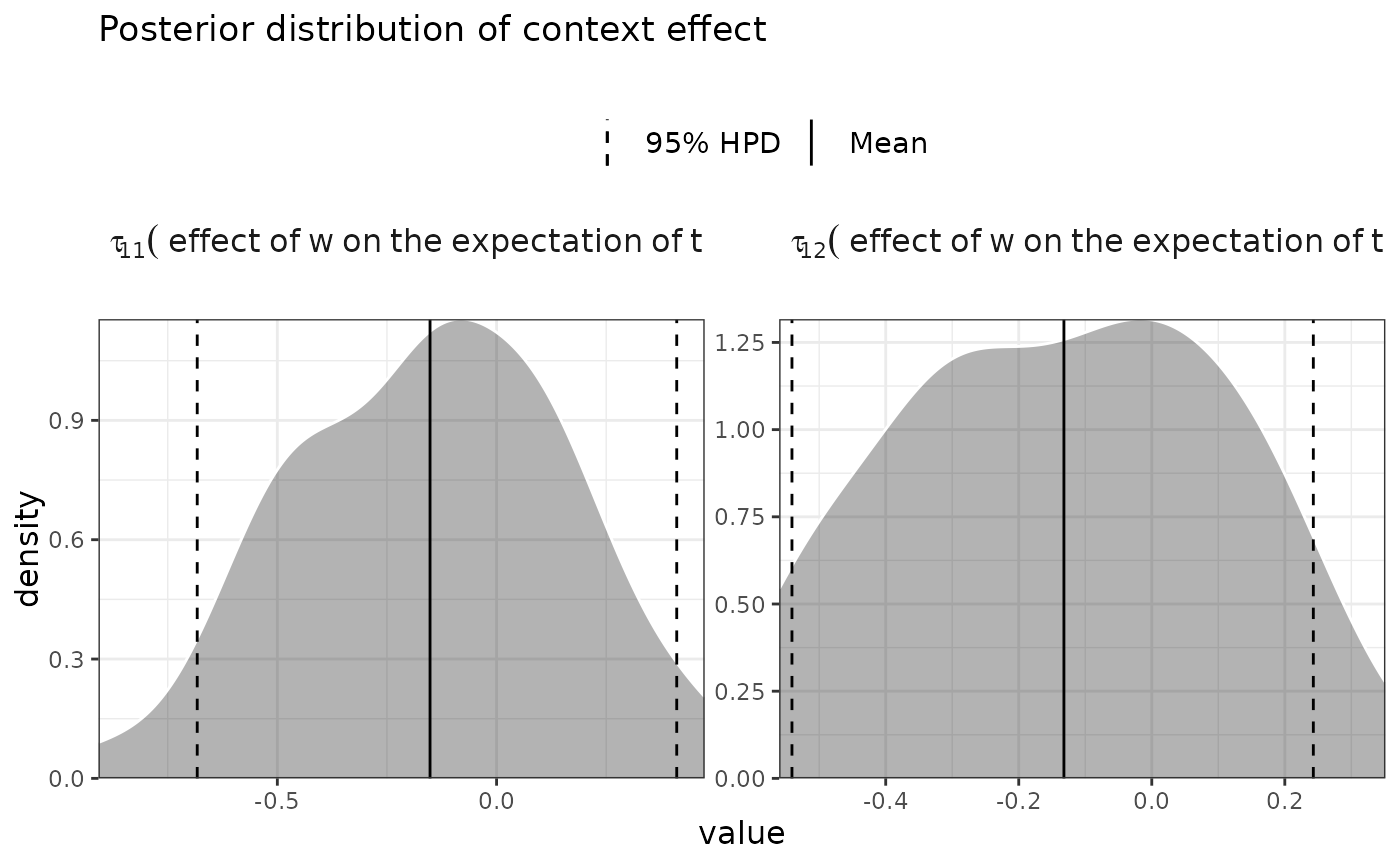 Posterior distribution of context effect
95% HPD Mean
τ11( effect of w on the expectation of t
τ12( effect of w on the expectation of t
density
0.9
0.6
0.3
0.0
-0.5 0.0
1.25
1.00
0.75
0.50
0.25
0.00
-0.4 -0.2 0.0 0.2
value